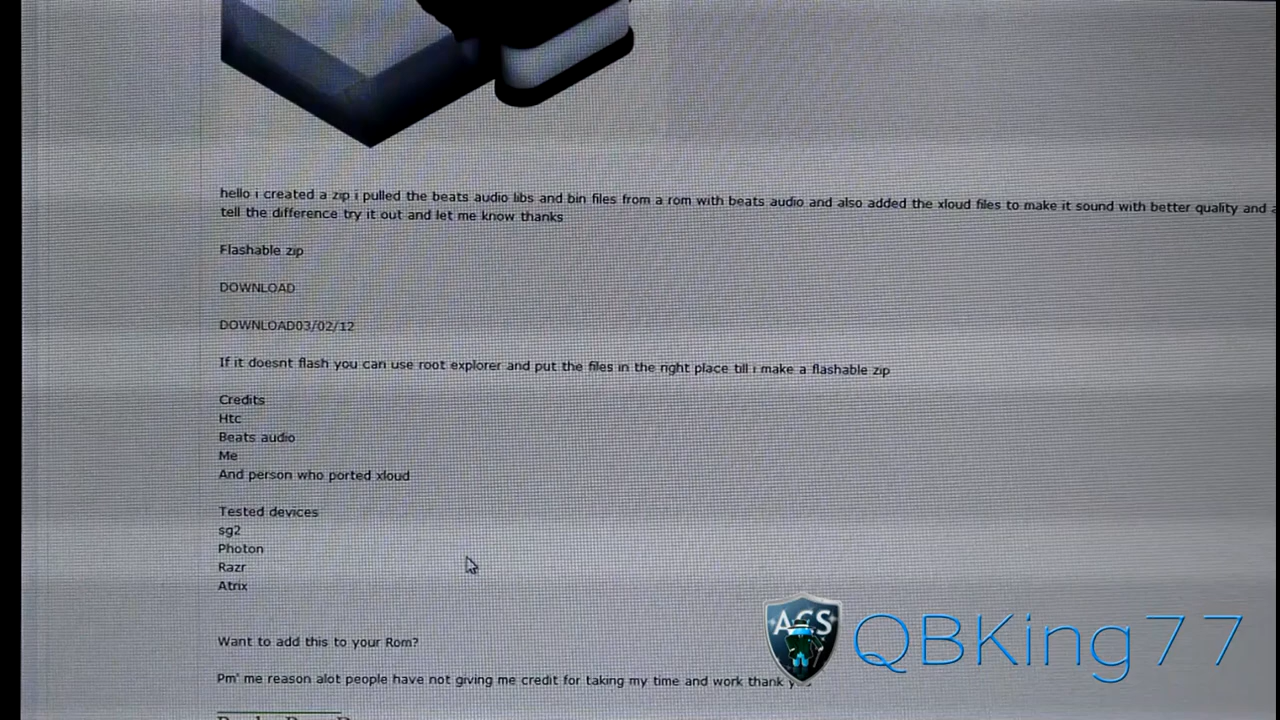 hello i created a zip i pulled the beats audio libs and bin files from a rom with beats audio and also added the xloud files to make it sound with better quality and
tell the difference try it out and let me know thanks
Flashable zip
DOWNLOAD
DOWNLOAD03/02/12
If it doesnt flash you can use root explorer and put the files in the right place till i make a flashable zip
Credits
Htc
Beats audio
Me
And person who ported xloud
Tested devices
sg2
Photon
Razr
Atrix
Want to add this to your Rom?
Pm' me reason alot people have not giving me credit for taking my time and work thank
ACS
QBKing77